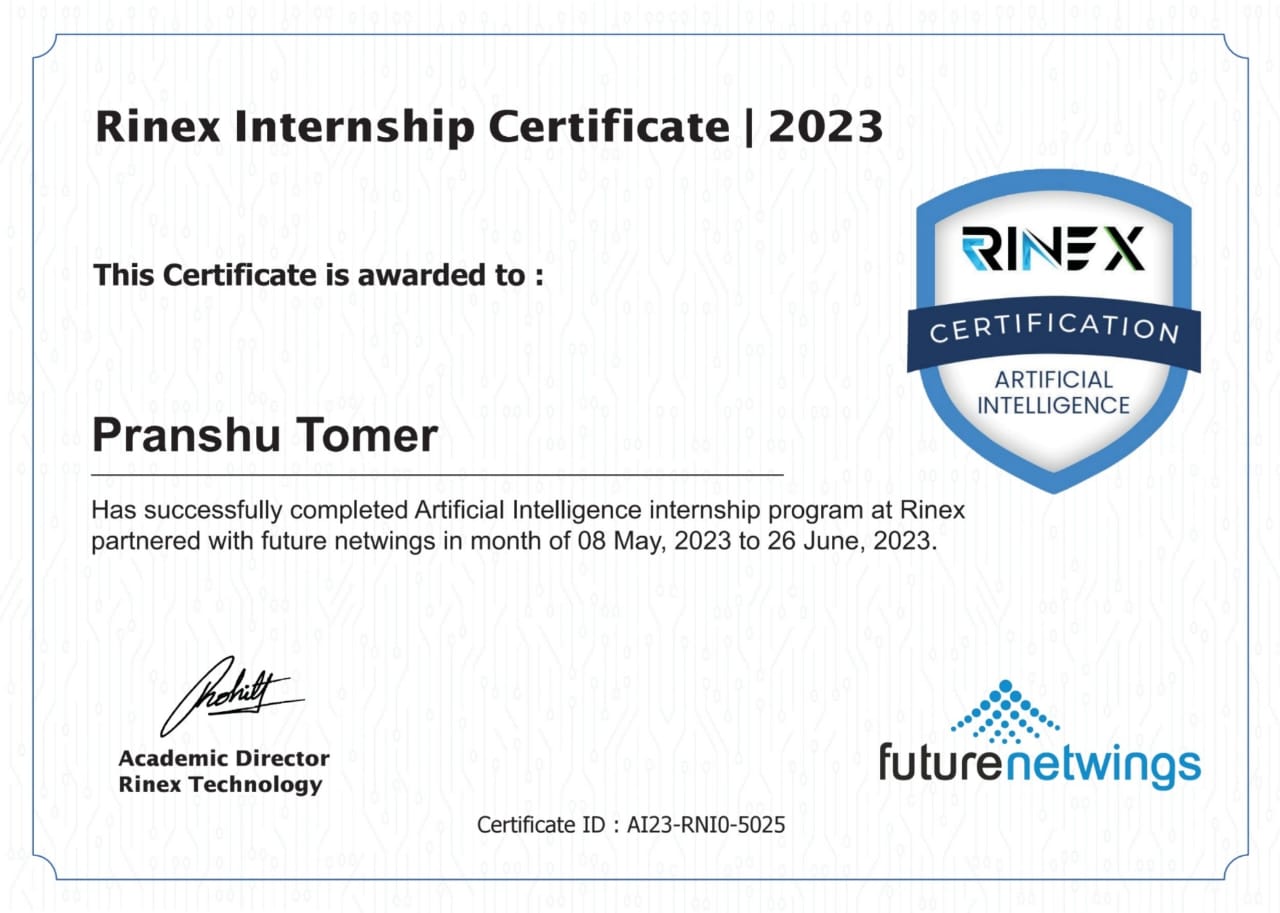 Rinex Internship Certificate | 2023
This Certificate is awarded to :
RINEX
CERTIFICATION
ARTIFICIAL
INTELLIGENCE
Pranshu Tomer
Has successfully completed Artificial Intelligence internship program at Rinex
partnered with future netwings in month of 08 May, 2023 to 26 June, 2023.
Academic Director
Rinex Technology
futurenetwings
Certificate ID : AI23-RNI0-5025